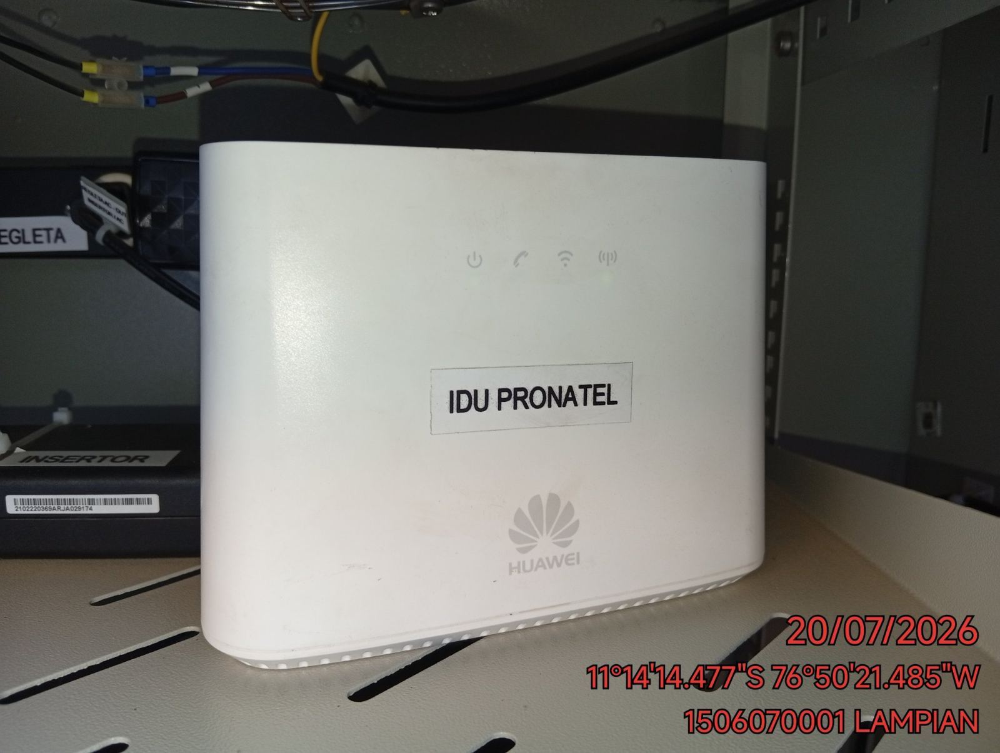 EGLETA
IDU PRONATEL
INSERTOR
2102220369ARJA029174
HUAWEI
20/07/2026
11°14'14.477"S 76°50'21.485"W
1506070001 LAMPIAN